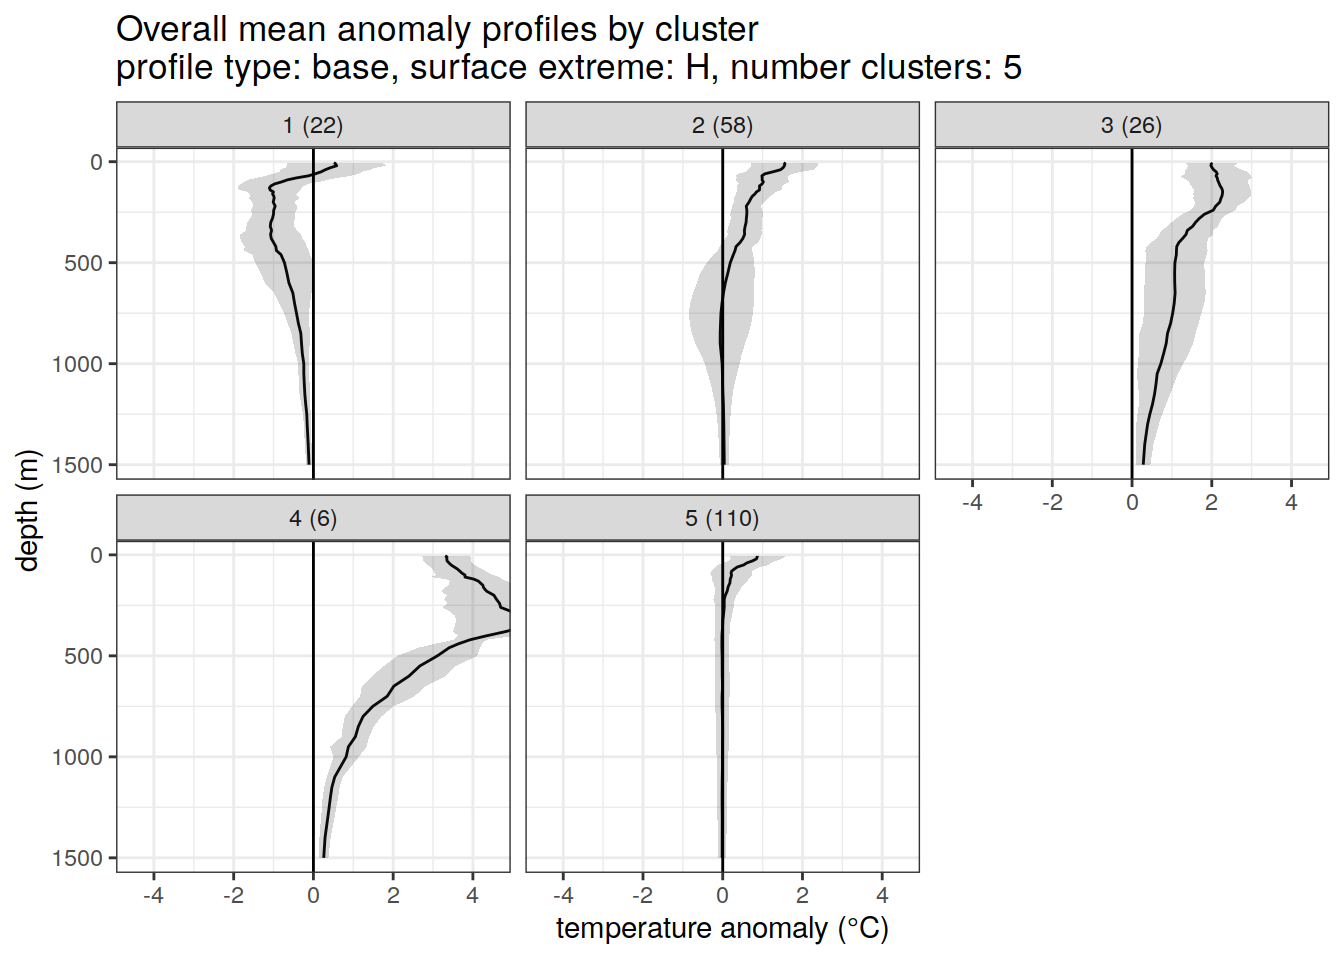 Overall mean anomaly profiles by cluster
profile type: base, surface extreme: H, number clusters: 5
1 (22)
2 (58)
3 (26)
0
500
1000
1500
-4 -2 0 2 4
4 (6)
5 (110)
0
500
1000
1500
-4 -2 0 2 4
-4 -2 0 2 4
depth (m)
temperature anomaly (°C)